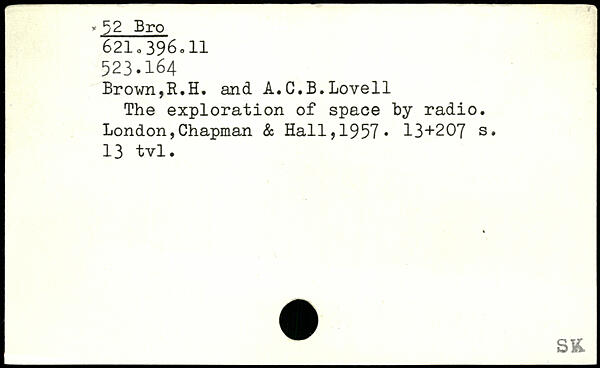 52 Bro
621.396.11
523.164
Brown,R.H. and A.C.B.Lovell
The exploration of space by radio.
London,Chapman & Hall,1957. 13+207 s.
13 tvl.
SK